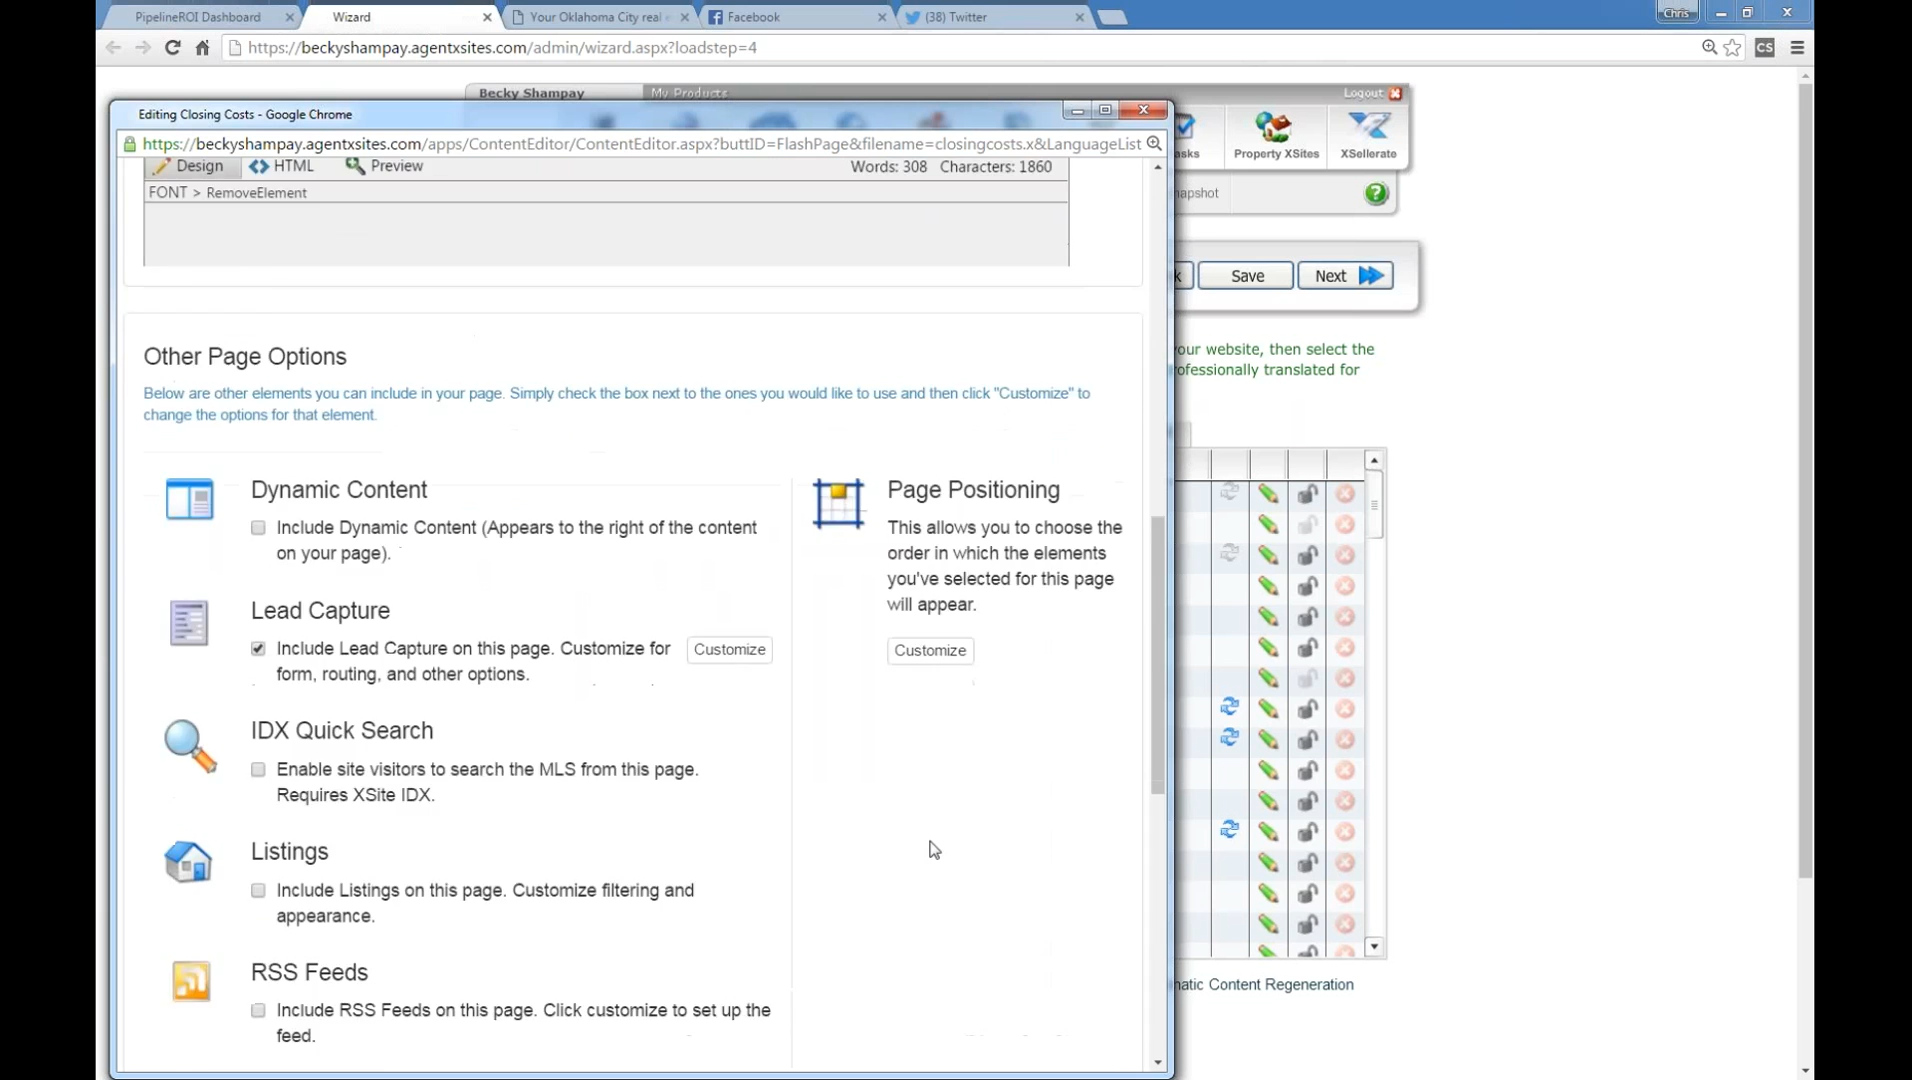 PipelineROI Dashboard
Wizard
Your Oklahoma City real e
Facebook
(38) Twitter
Chris
https://beckyshampay.agentxsites.com/admin/wizard.aspx?loadstep=4
CS
Becky Shampay
My Products
Logout
Editing Closing Costs - Google Chrome
https://beckyshampay.agentxsites.com/apps/ContentEditor/ContentEditor.aspx?buttID=FlashPage&filename=closingcosts.x&LanguageList
asks
Property XSites
XSellerate
Design
HTML
Preview
Words: 308 Characters: 1860
FONT > RemoveElement
napshot
k
Save
Next
Other Page Options
Below are other elements you can include in your page. Simply check the box next to the ones you would like to use and then click "Customize" to
change the options for that element.
your website, then select the
rofessionally translated for
Dynamic Content
Include Dynamic Content (Appears to the right of the content
on your page).
Lead Capture
Include Lead Capture on this page. Customize for
form, routing, and other options.
Customize
IDX Quick Search
Enable site visitors to search the MLS from this page.
Requires XSite IDX.
Listings
Include Listings on this page. Customize filtering and
appearance.
RSS Feeds
Include RSS Feeds on this page. Click customize to set up the
feed.
Page Positioning
This allows you to choose the
order in which the elements
you've selected for this page
will appear.
Customize
natic Content Regeneration